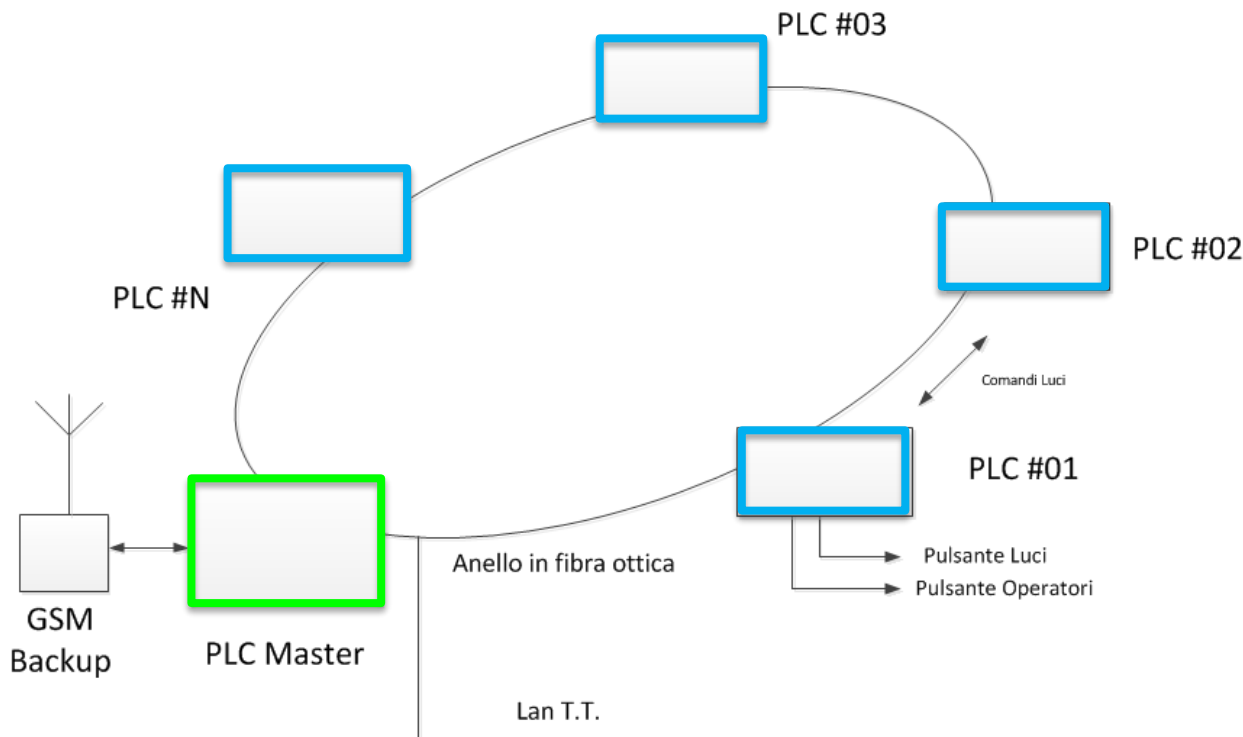 PLC #03
PLC #02
PLC #N
Comandi Luci
PLC #01
Pulsante Luci
Anello in fibra ottica
Pulsante Operatori
GSM
Backup
PLC Master
Lan T.T.